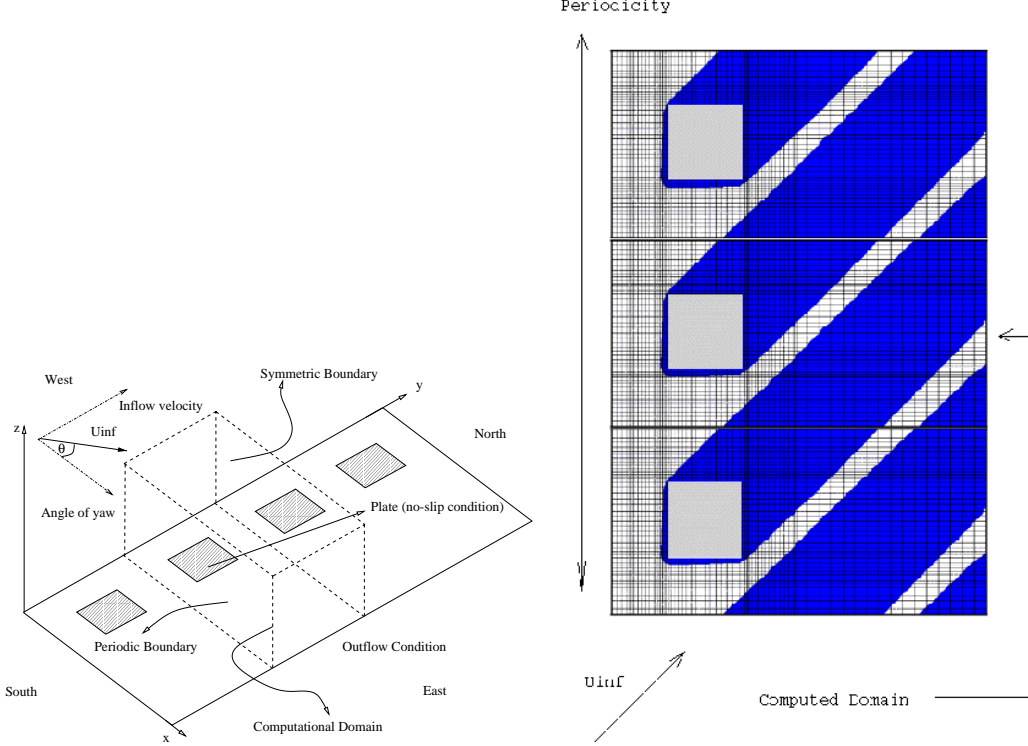 Periodicity
West
Symmetric Boundary
y
Inflow velocity
z
Uinf
North
θ
Angle of yaw
Plate (no-slip condition)
Periodic Boundary
Outflow Condition
South
East
Computational Domain
x
Uinf
Computed Domain